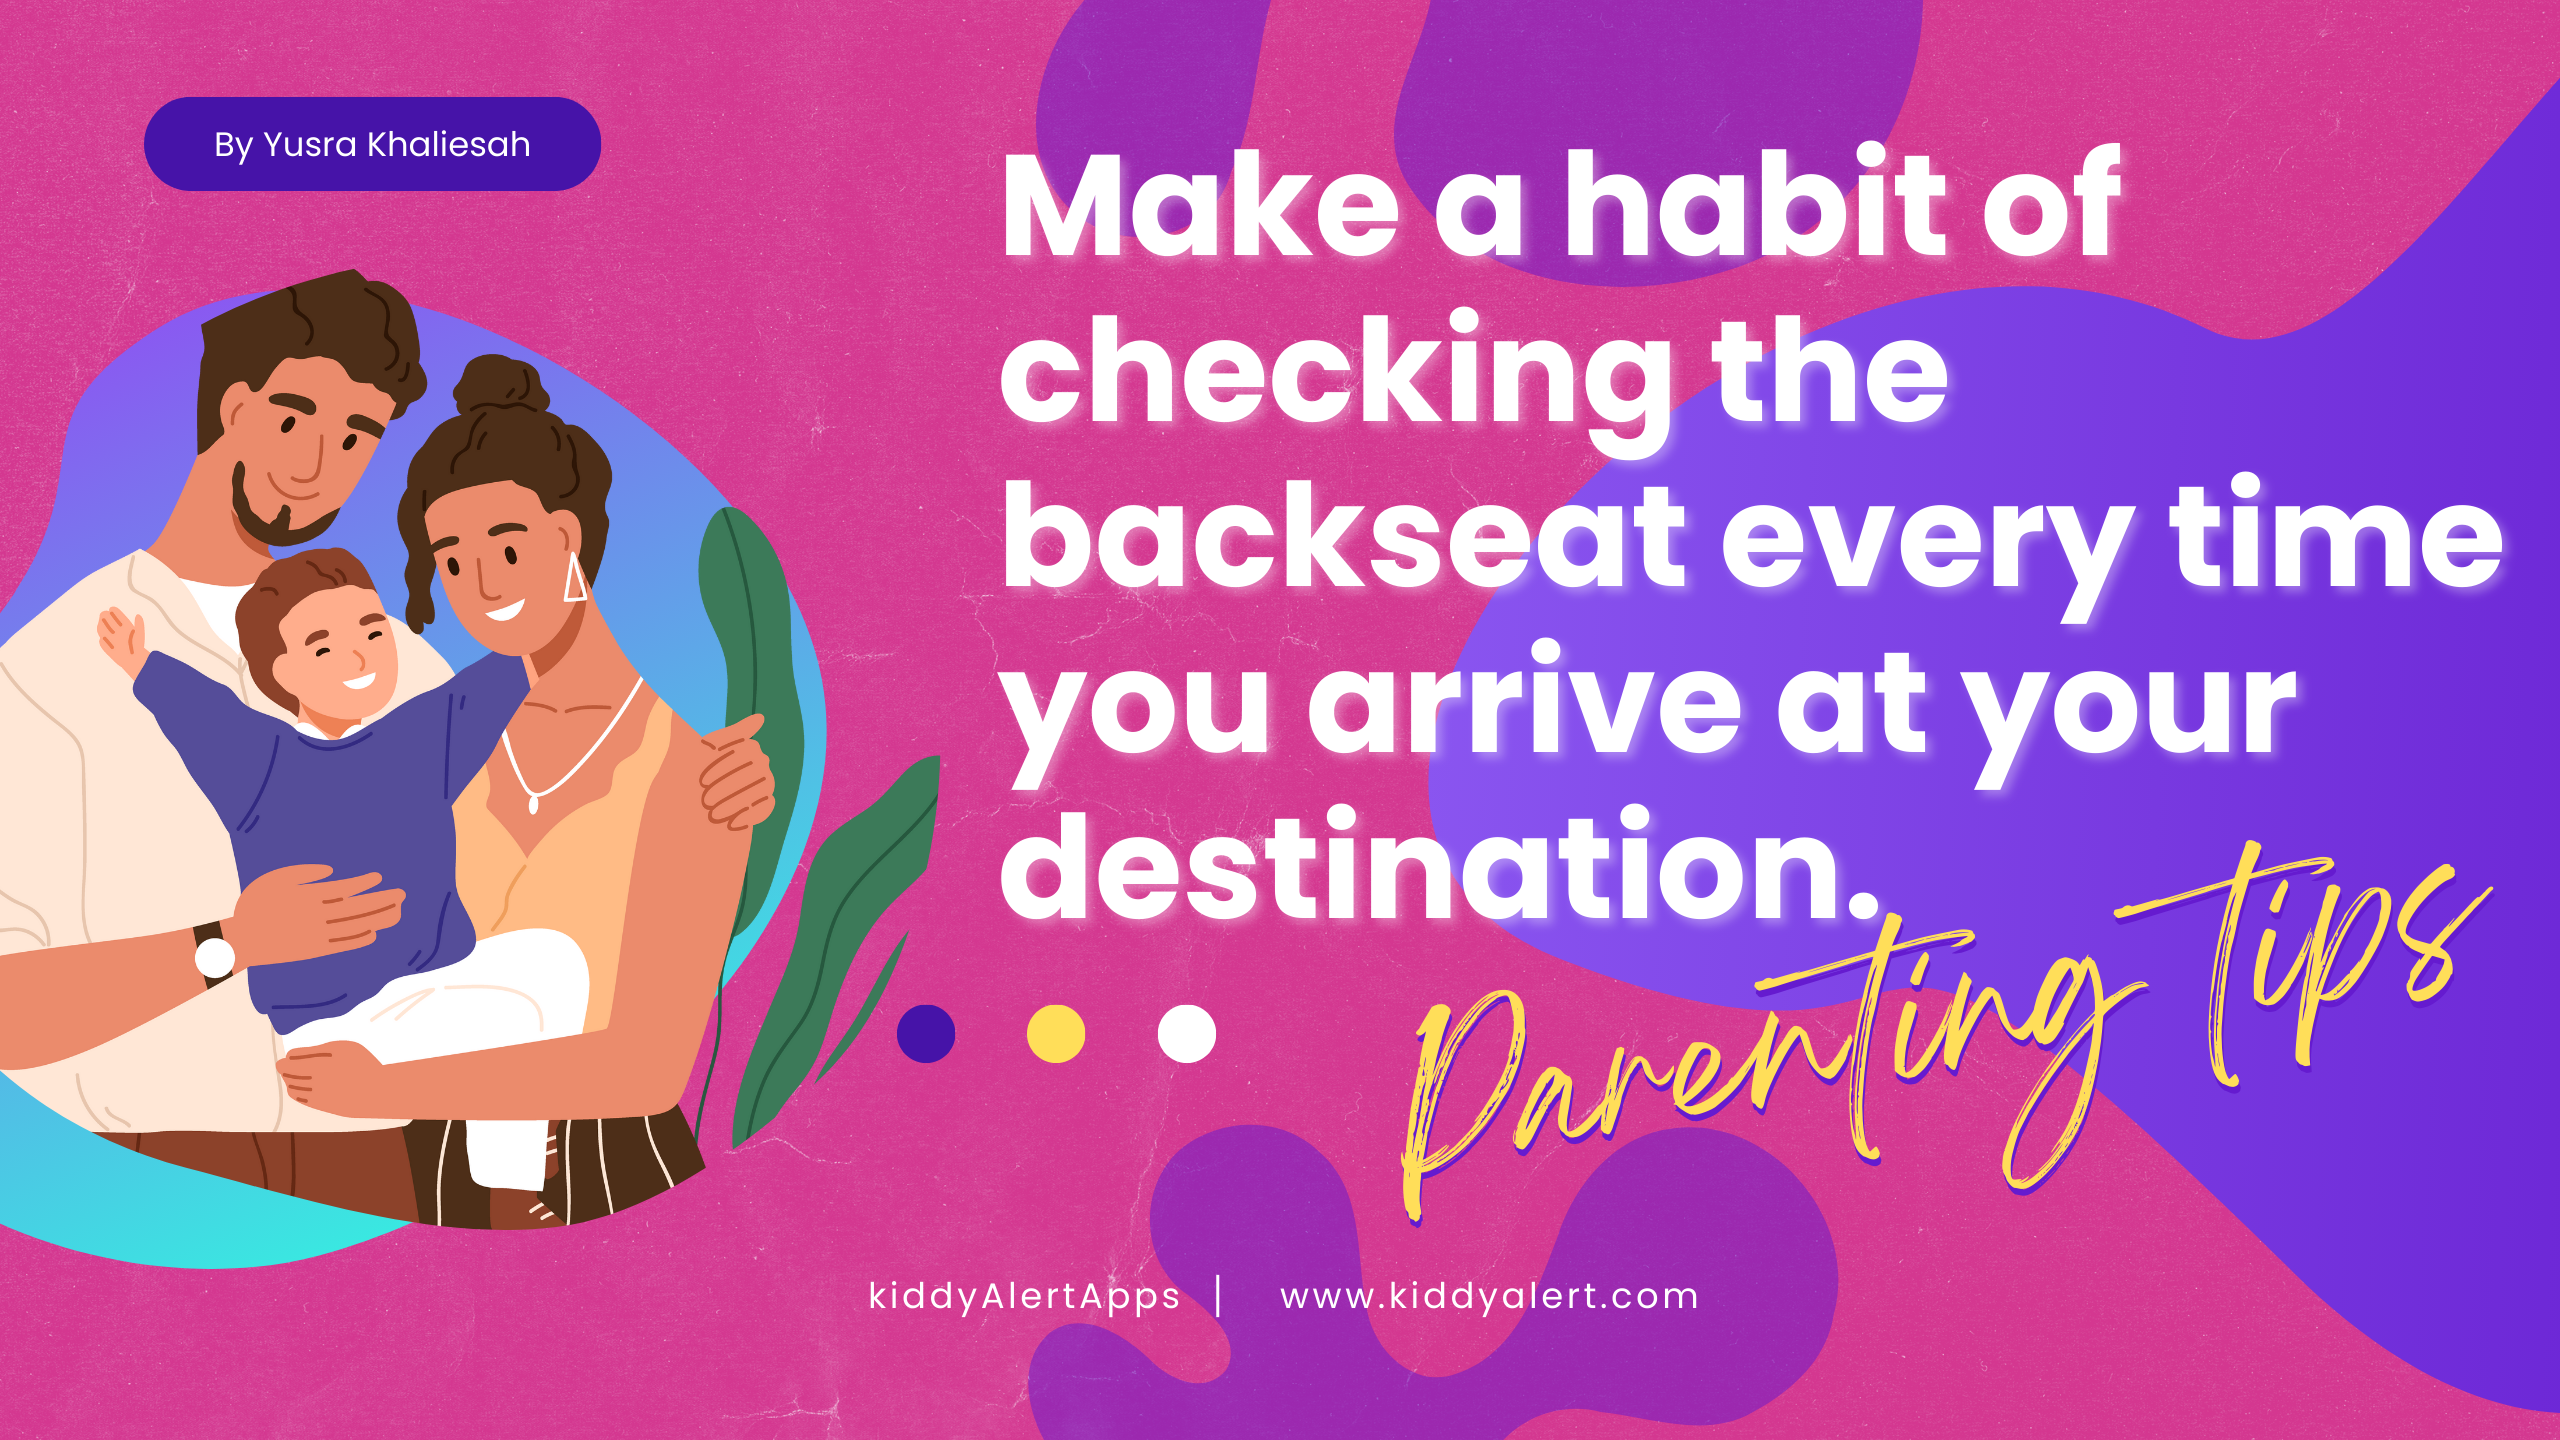 By Yusra Khaliesah
Make a habit of
checking the
backseat every time
you arrive at your
destination.
Parenting tips
kiddyAlertApps | www.kiddyalert.com